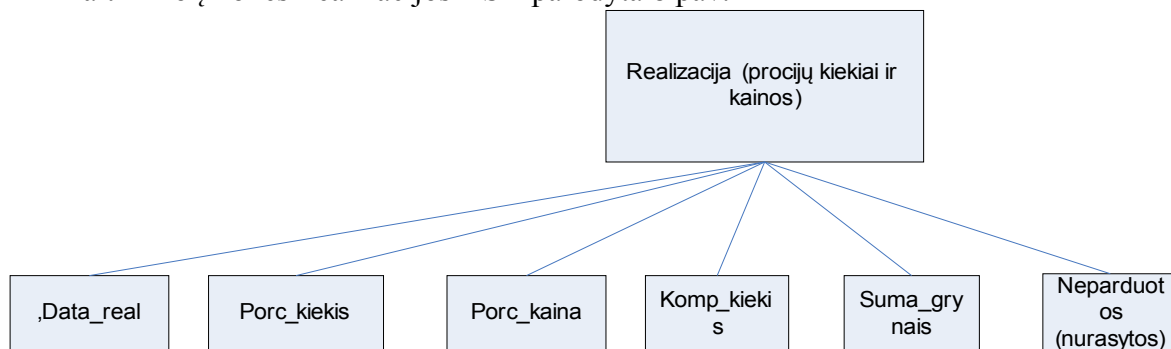 Realizacija (procijų kiekiai ir
kainos)
,Data_real
Porc_kiekis
Porc_kaina
Komp_kieki
s
Suma_gry
nais
Neparduot
os
(nurasytos)